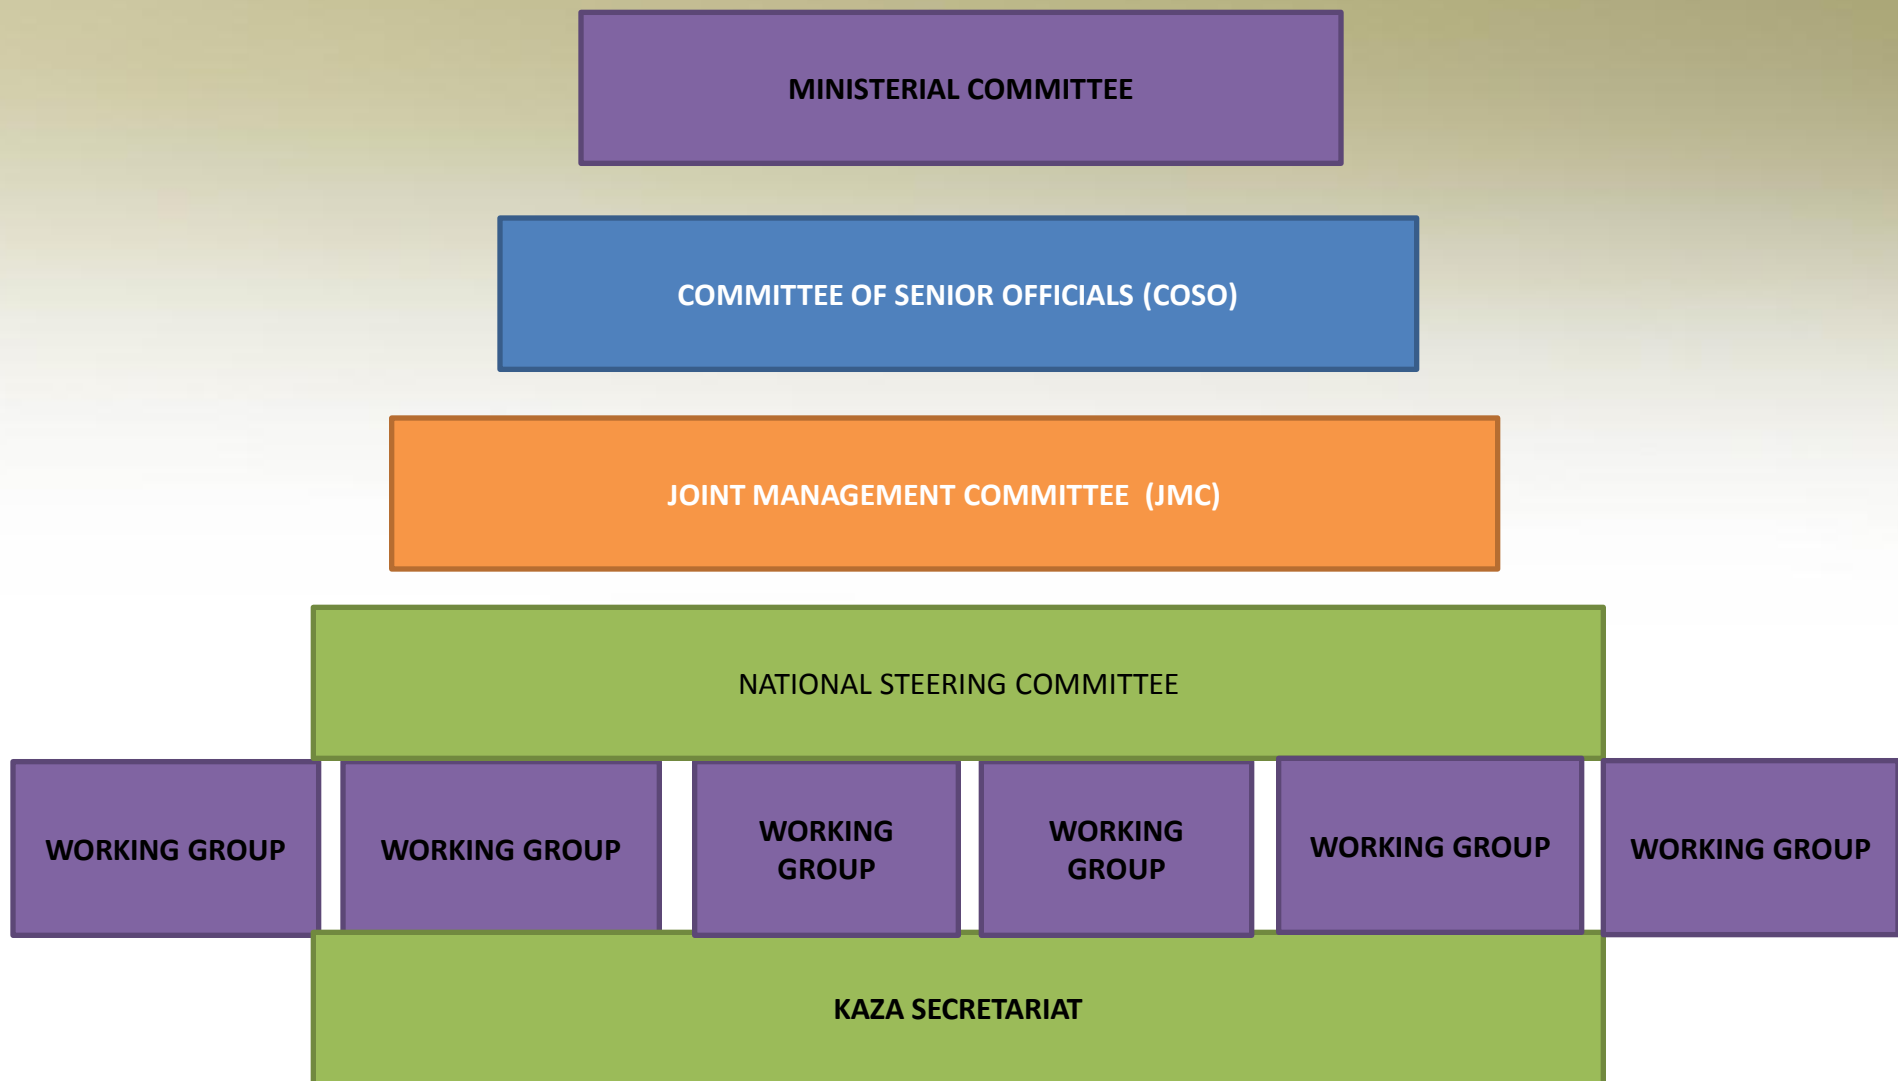 MINISTERIAL COMMITTEE
COMMITTEE OF SENIOR OFFICIALS (COSO)
JOINT MANAGEMENT COMMITTEE  (JMC)
NATIONAL STEERING COMMITTEE
WORKING GROUP
WORKING GROUP
WORKING
GROUP
WORKING
GROUP
WORKING GROUP
WORKING GROUP
KAZA SECRETARIAT